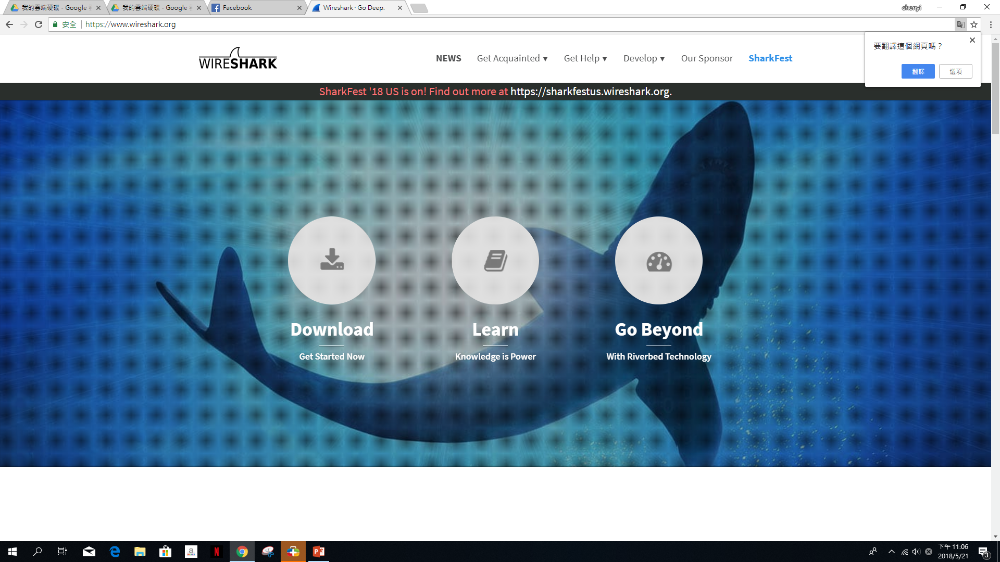 我的雲端硬碟 - Google
我的雲端硬碟 - Google
Facebook
Wireshark · Go Deep.
chenyi
安全
https://www.wireshark.org
要翻譯這個網頁嗎？
翻譯
選項
WIRESHARK
NEWS
Get Acquainted ▼
Get Help ▼
Develop ▼
Our Sponsor
SharkFest
SharkFest '18 US is on! Find out more at https://sharkfestus.wireshark.org.
Download
Get Started Now
Learn
Knowledge is Power
Go Beyond
With Riverbed Technology
下午 11:06
2018/5/21
3